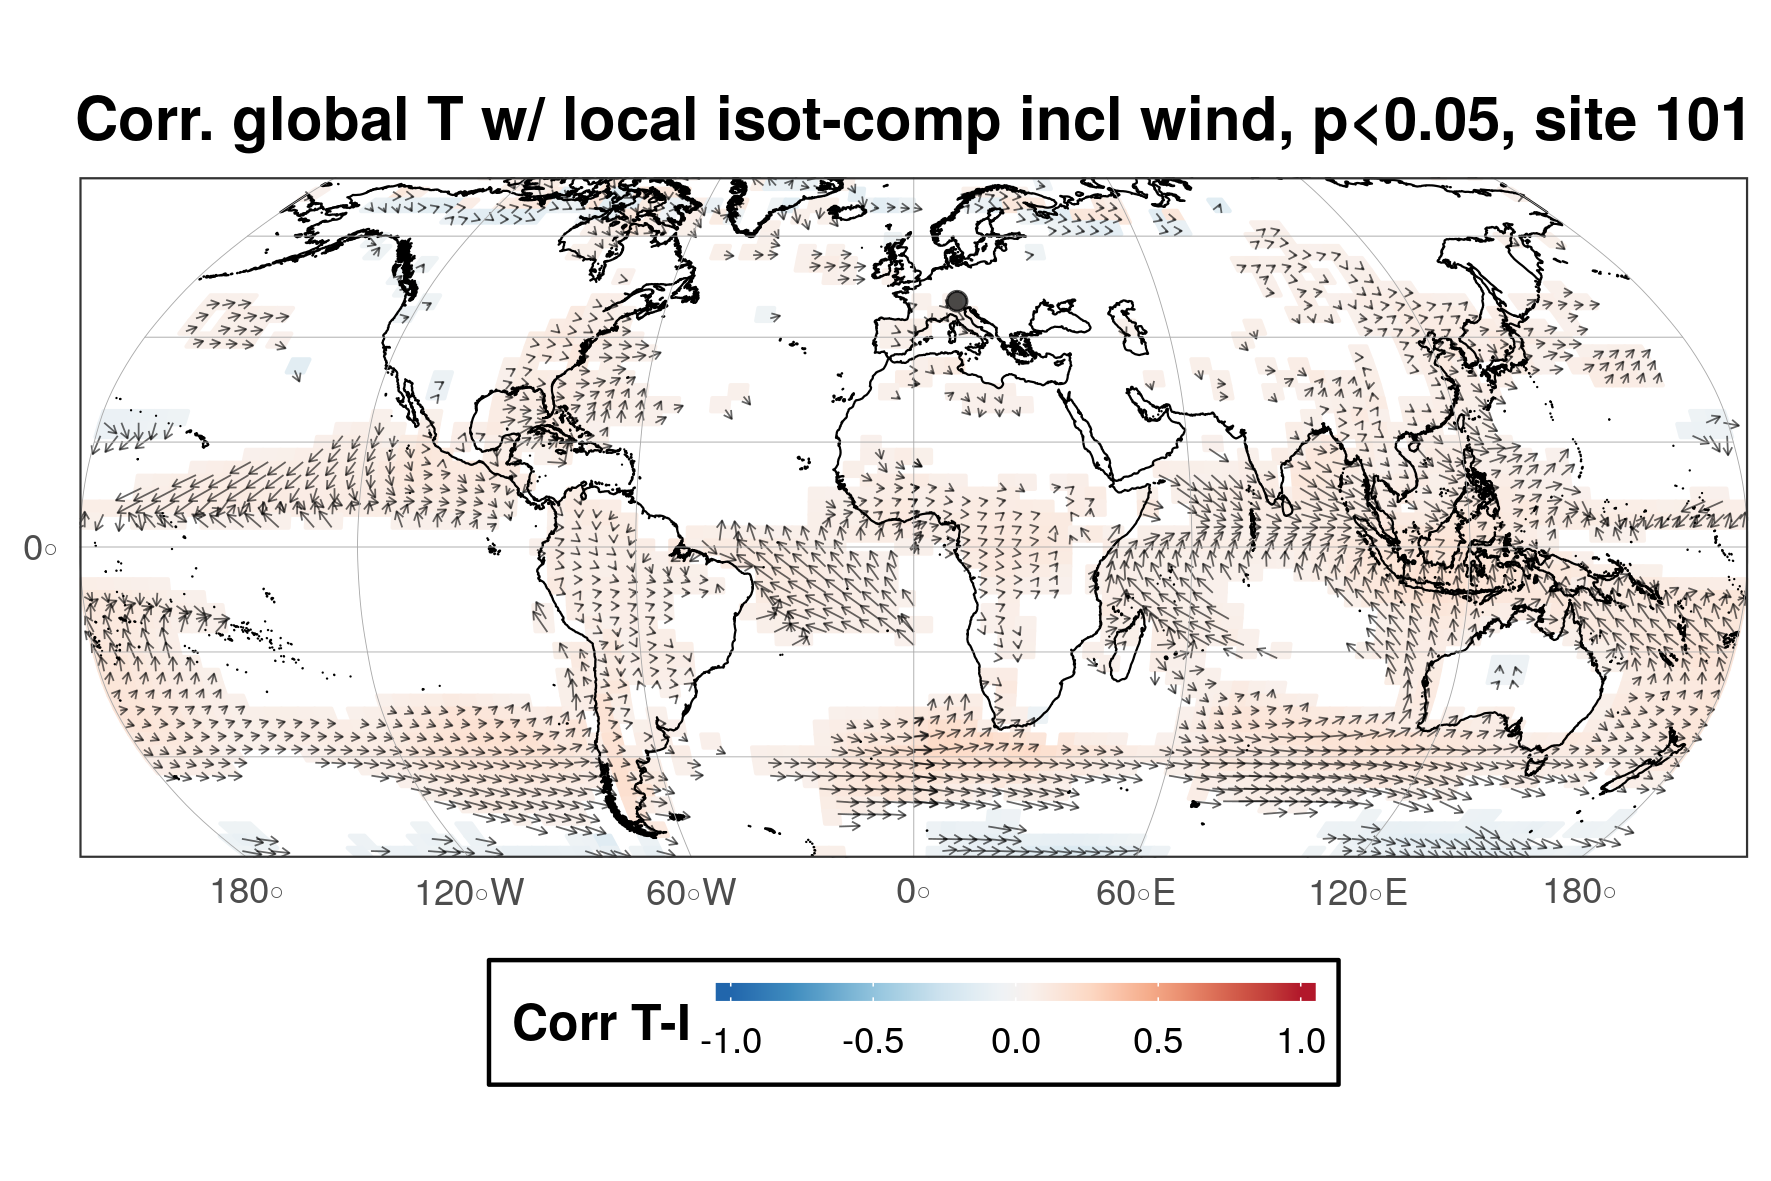 Corr. global T w/ local isot-comp incl wind, p<0.05, site 101
0○
180○ 120○W 60○W 0○ 60○E 120○E 180○
Corr T-I
-1.0 -0.5 0.0 0.5 1.0